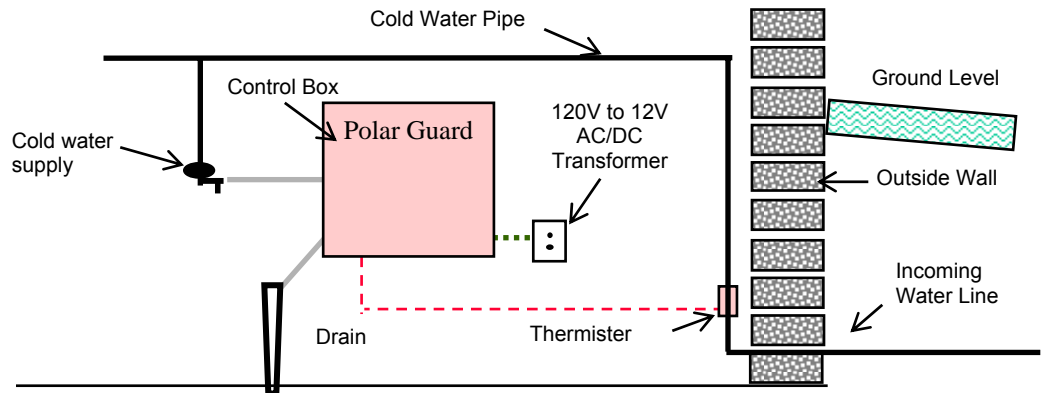 Cold Water Pipe
Ground Level
Control Box
Polar Guard
120V to 12V
AC/DC
Transformer
Cold water
supply
Outside Wall
Incoming
Water Line
Drain
Thermister